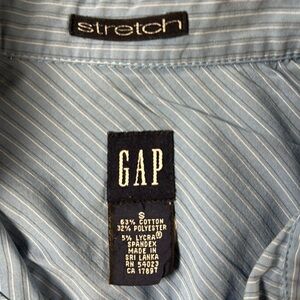 stretch
GAP
S
63% COTTON
32% POLYESTER
5% LYCRA®
SPANDEX
MADE IN
SRI LANKA
RN 54023
CA 17897